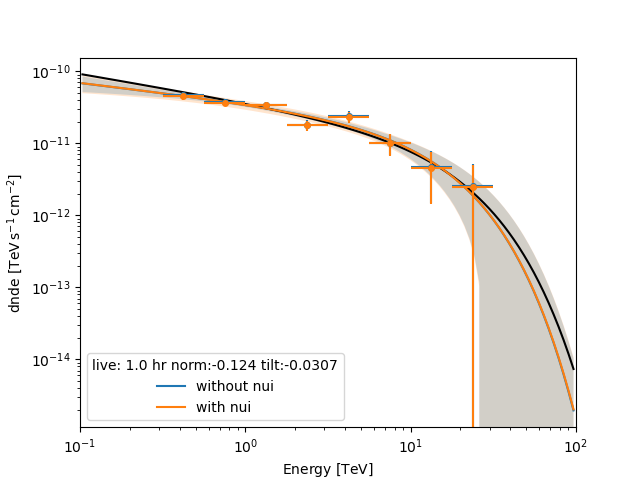 10⁻¹⁰
10⁻¹¹
10⁻¹²
10⁻¹³
10⁻¹⁴
dnde [TeV s⁻¹ cm⁻²]
live: 1.0 hr norm:-0.124 tilt:-0.0307
without nui
with nui
10⁻¹ 10⁰ 10¹ 10²
Energy [TeV]